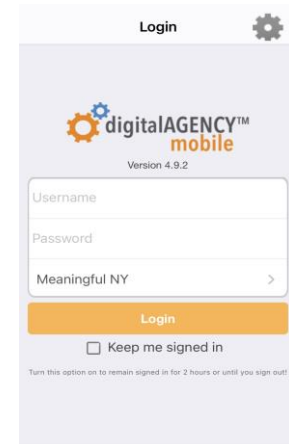 Login
digitalAGENCY™
mobile
Version 4.9.2
Username
Password
Meaningful NY
Login
Keep me signed in
Turn this option on to remain signed in for 2 hours or until you sign out!